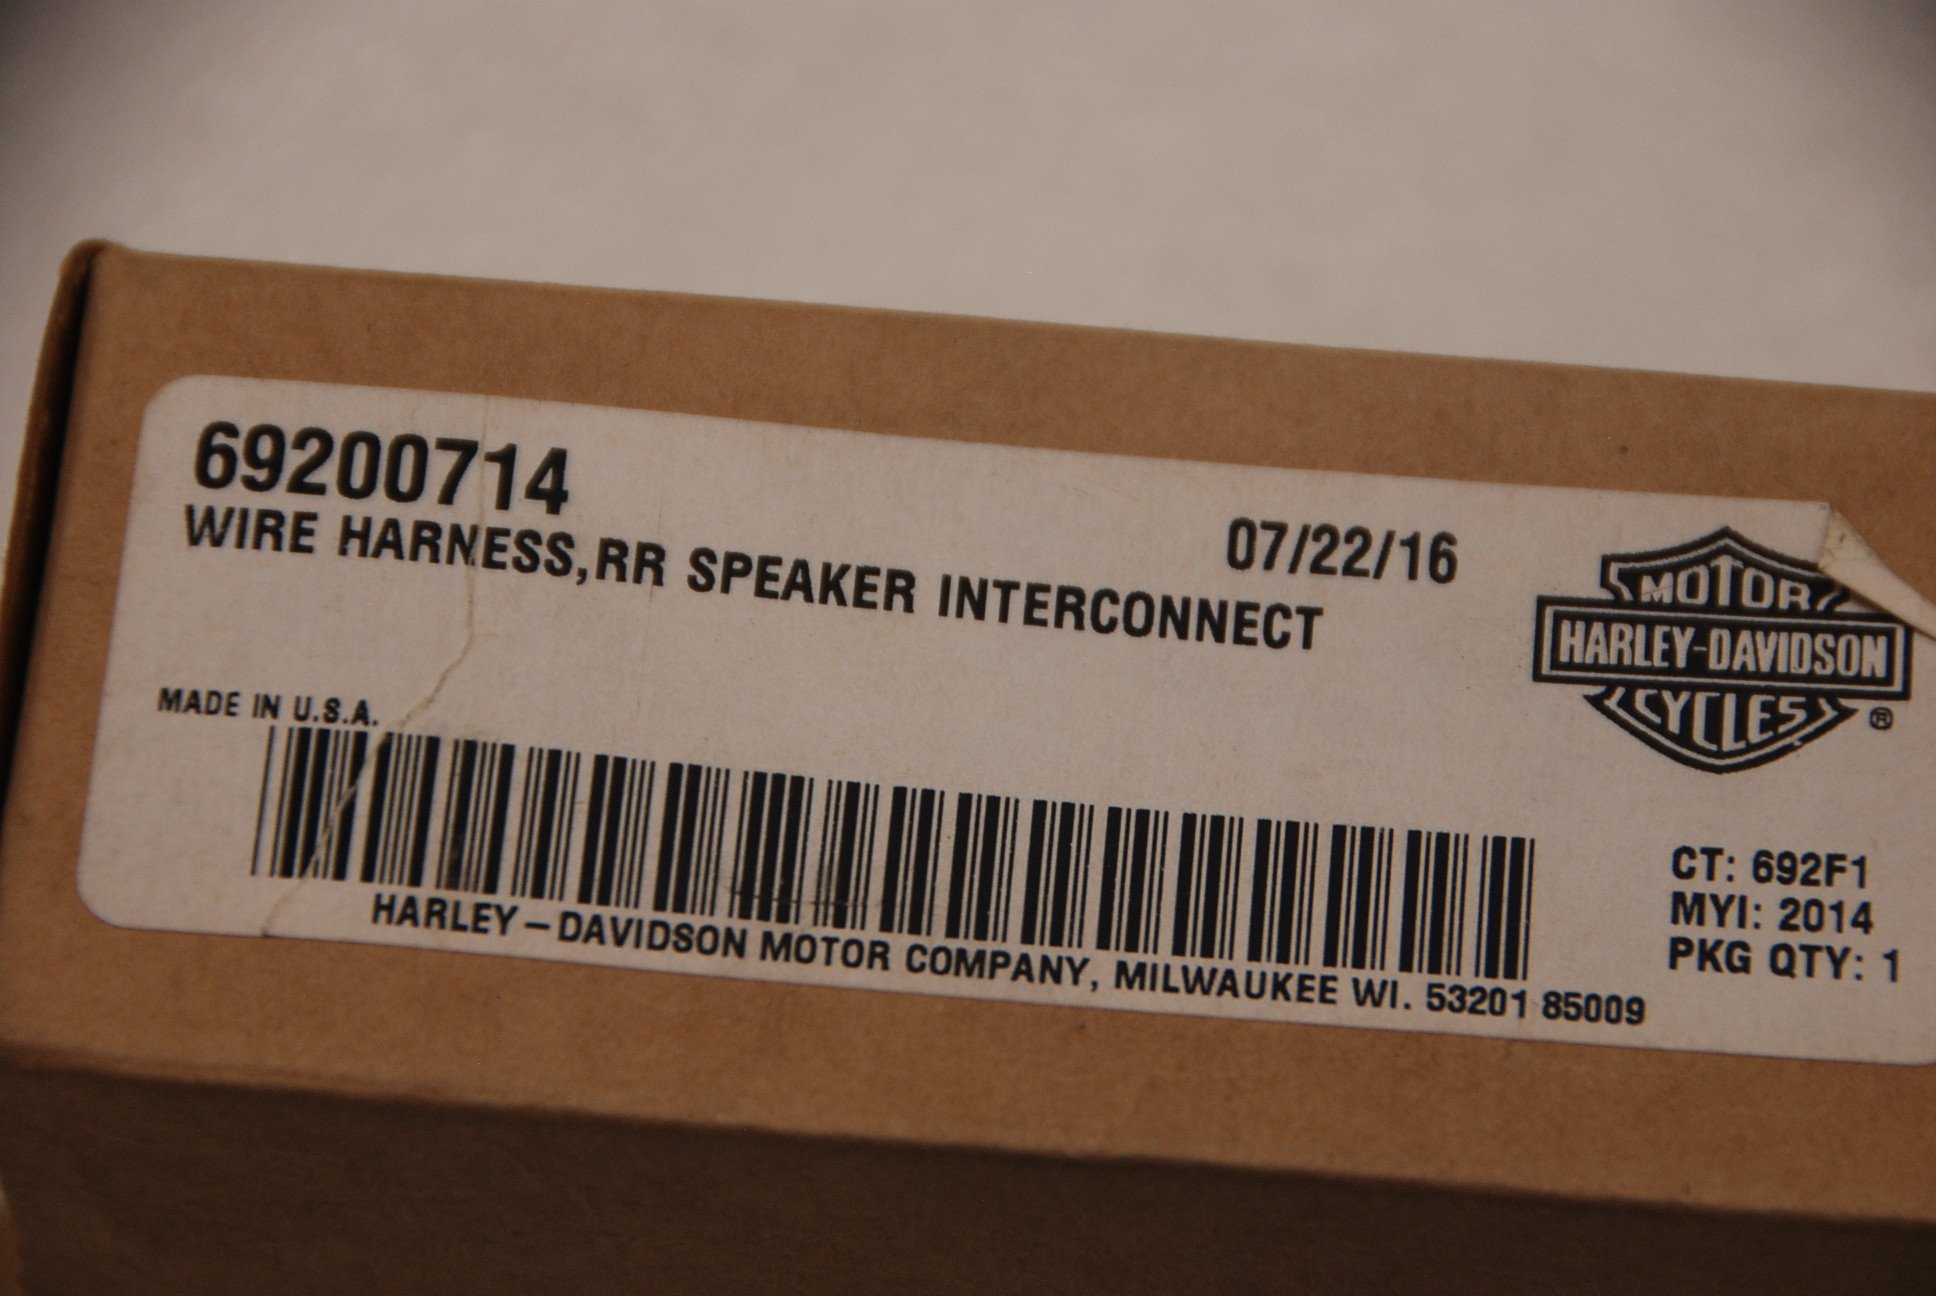 69200714
07/22/16
WIRE HARNESS,RR SPEAKER INTERCONNECT
MOTOR
HARLEY-DAVIDSON
CYCLES
®
MADE IN U.S.A.
HARLEY-DAVIDSON MOTOR COMPANY, MILWAUKEE WI. 53201 85009
CT: 692F1
MYI: 2014
PKG QTY: 1